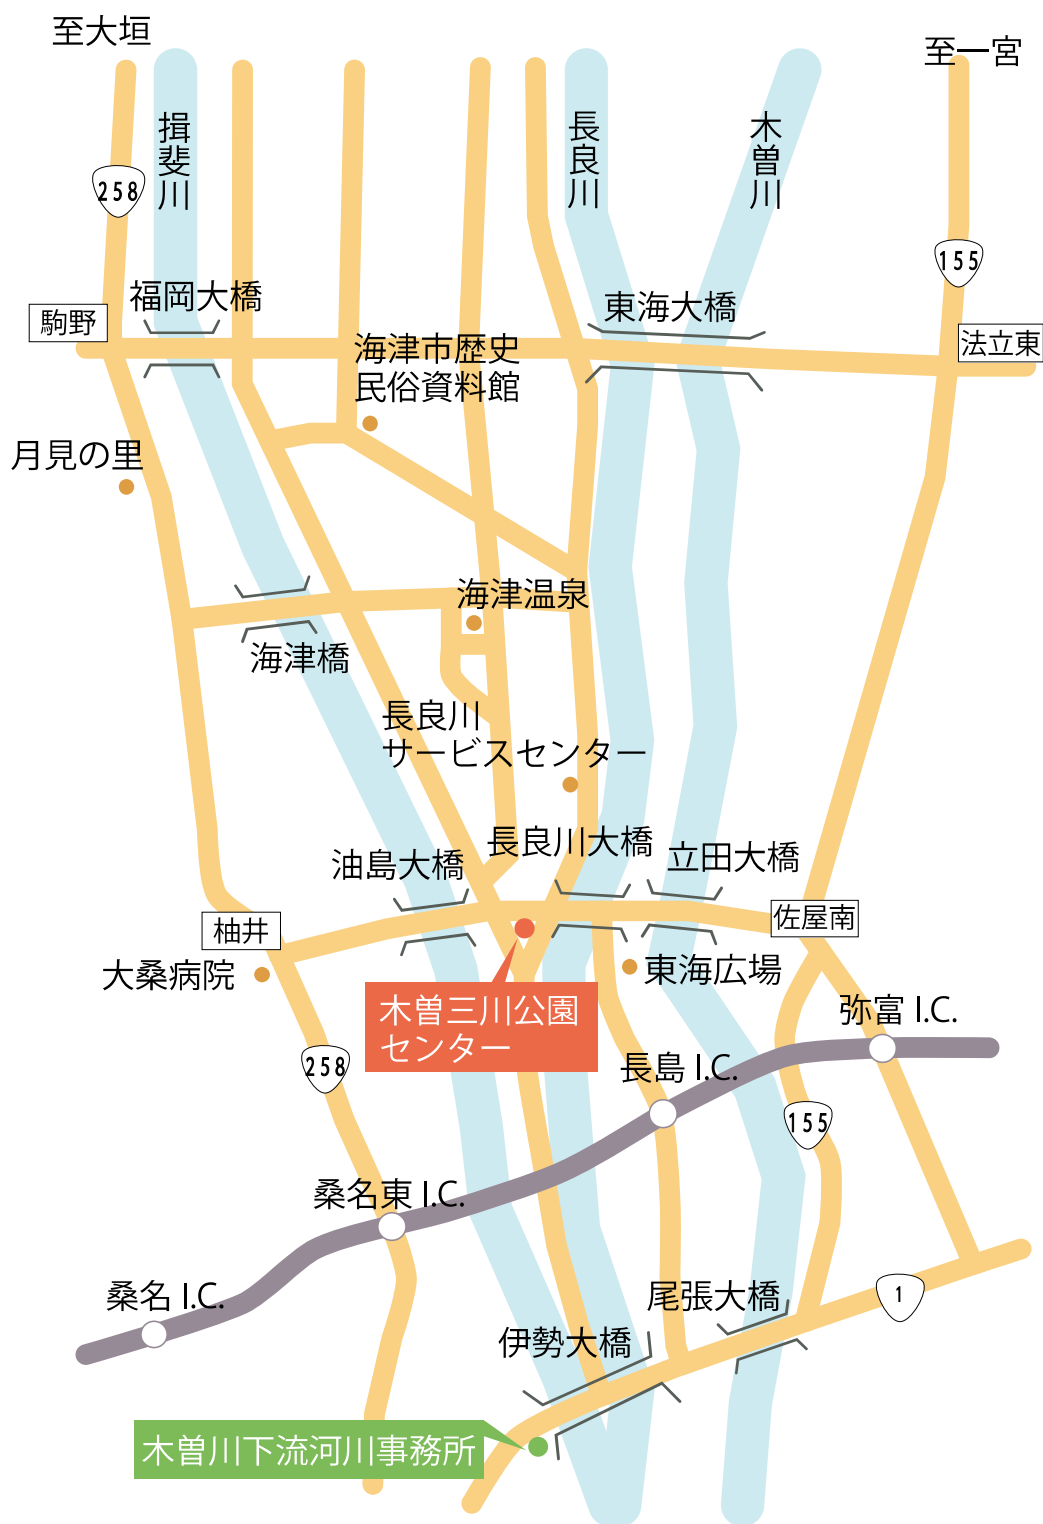 至大垣
至一宮
揖斐川
長良川
木曽川
258
155
福岡大橋
東海大橋
駒野
法立東
海津市歴史
民俗資料館
月見の里
海津温泉
海津橋
長良川
サービスセンター
長良川大橋
立田大橋
油島大橋
柚井
佐屋南
大桑病院
東海広場
木曽三川公園
センター
弥富 I.C.
長島 I.C.
258
155
桑名東 I.C.
桑名 I.C.
尾張大橋
1
伊勢大橋
木曽川下流河川事務所